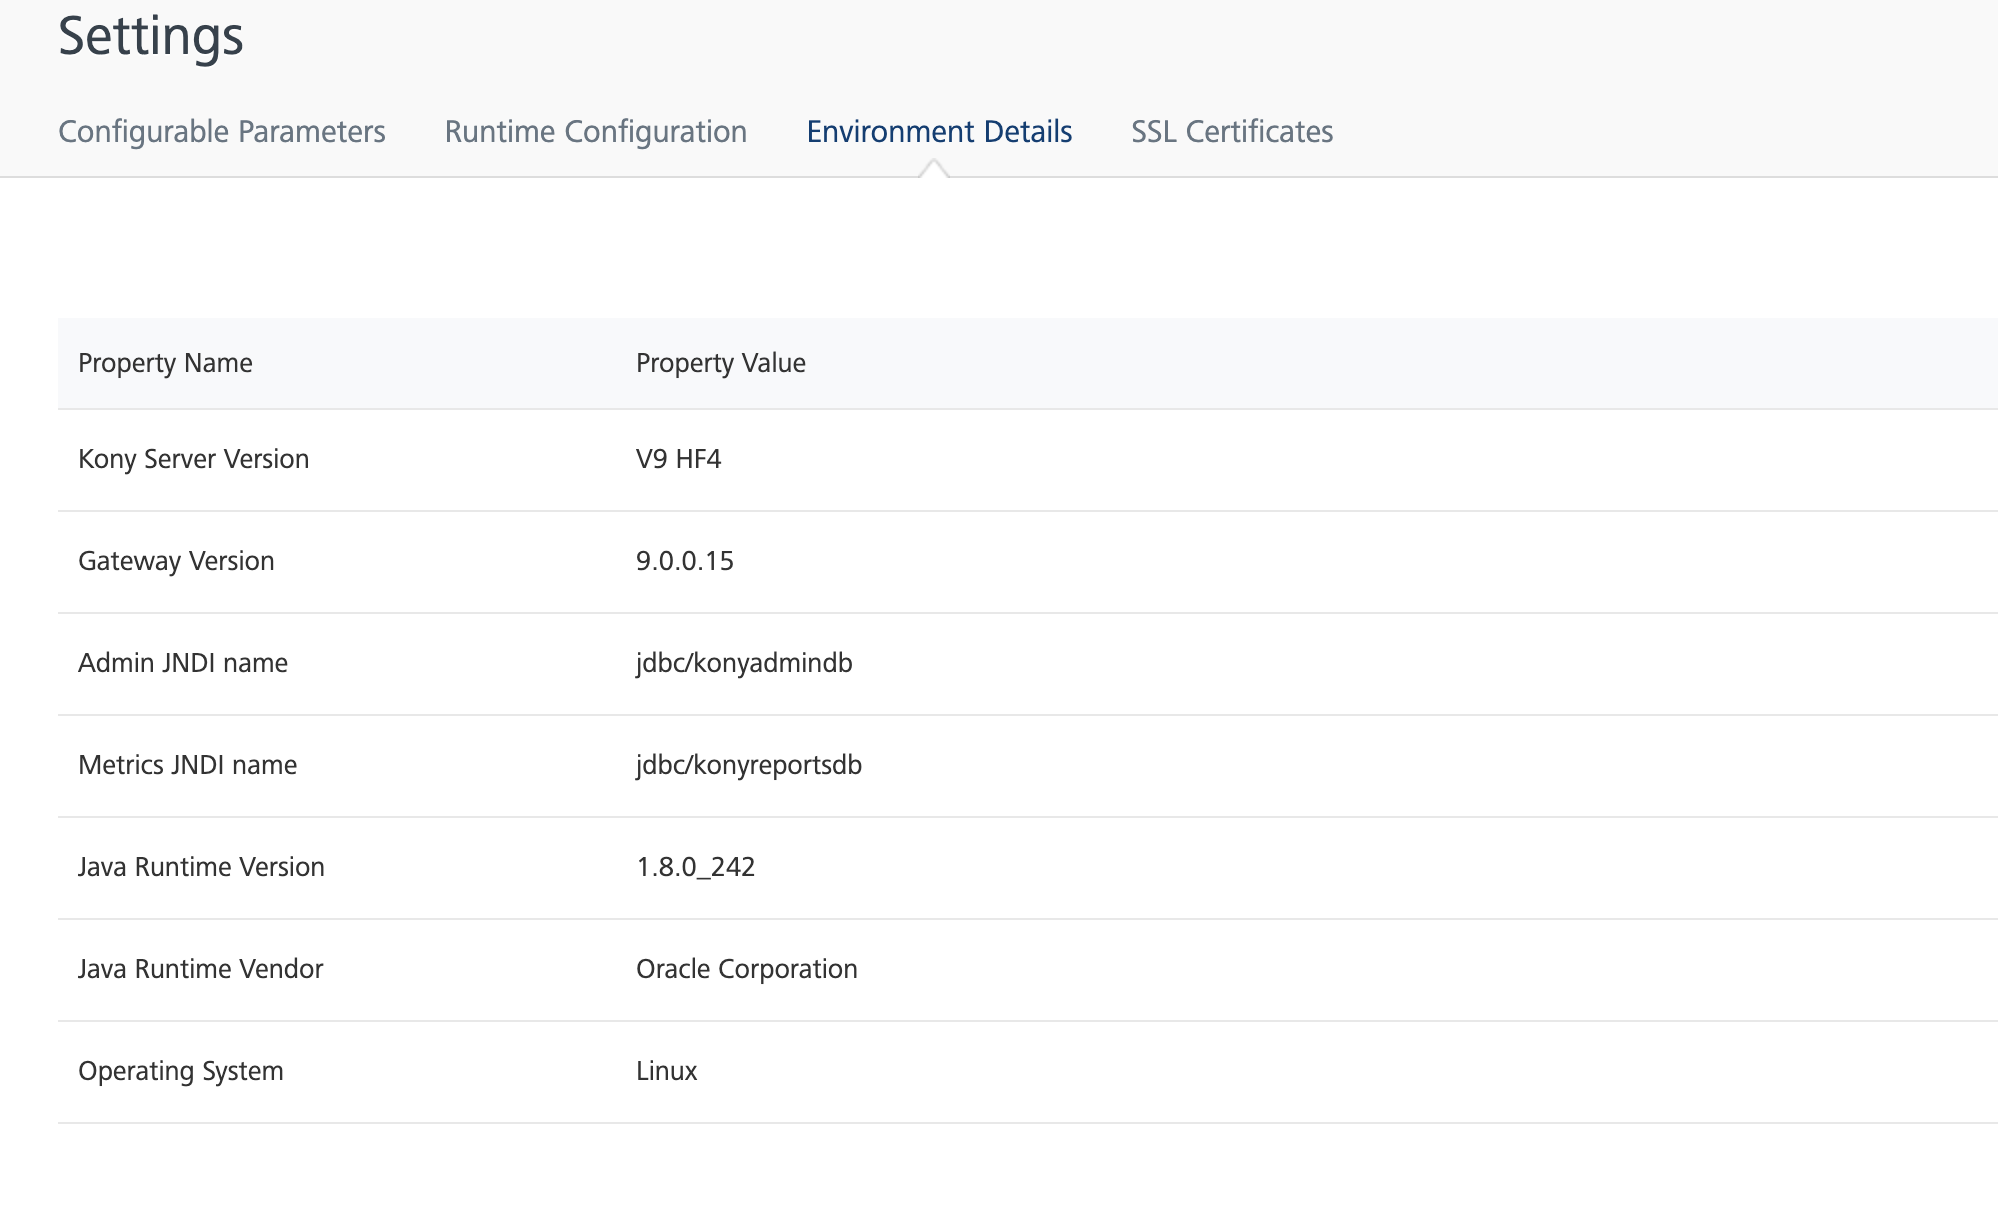 Settings
Configurable Parameters Runtime Configuration Environment Details SSL Certificates
Property Name Property Value
Kony Server Version V9 HF4
Gateway Version 9.0.0.15
Admin JNDI name jdbc/konyadmindb
Metrics JNDI name jdbc/konyreportsdb
Java Runtime Version 1.8.0_242
Java Runtime Vendor Oracle Corporation
Operating System Linux